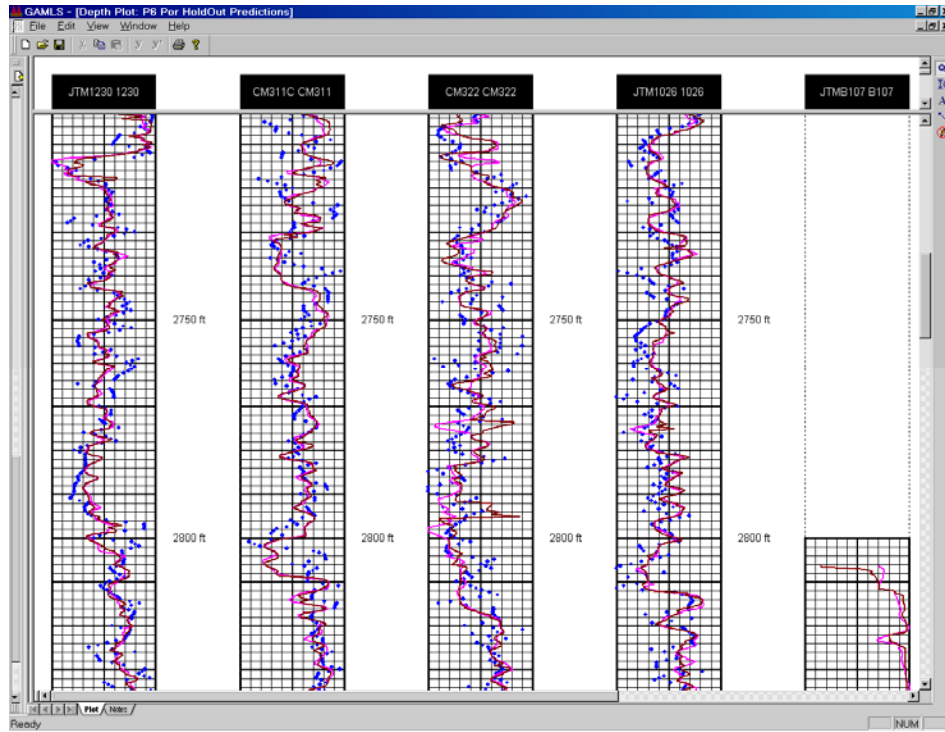 GAMLS - [Depth Plot: P6 Por HoldOut Predictions]
File Edit View Window Help
JTM1230 1230
CM311C CM311
CM322 CM322
JTM1026 1026
JTMB107 B107
2750 ft 2750 ft 2750 ft 2750 ft
2800 ft 2800 ft 2800 ft 2800 ft
Plot Notes
Ready
NUM